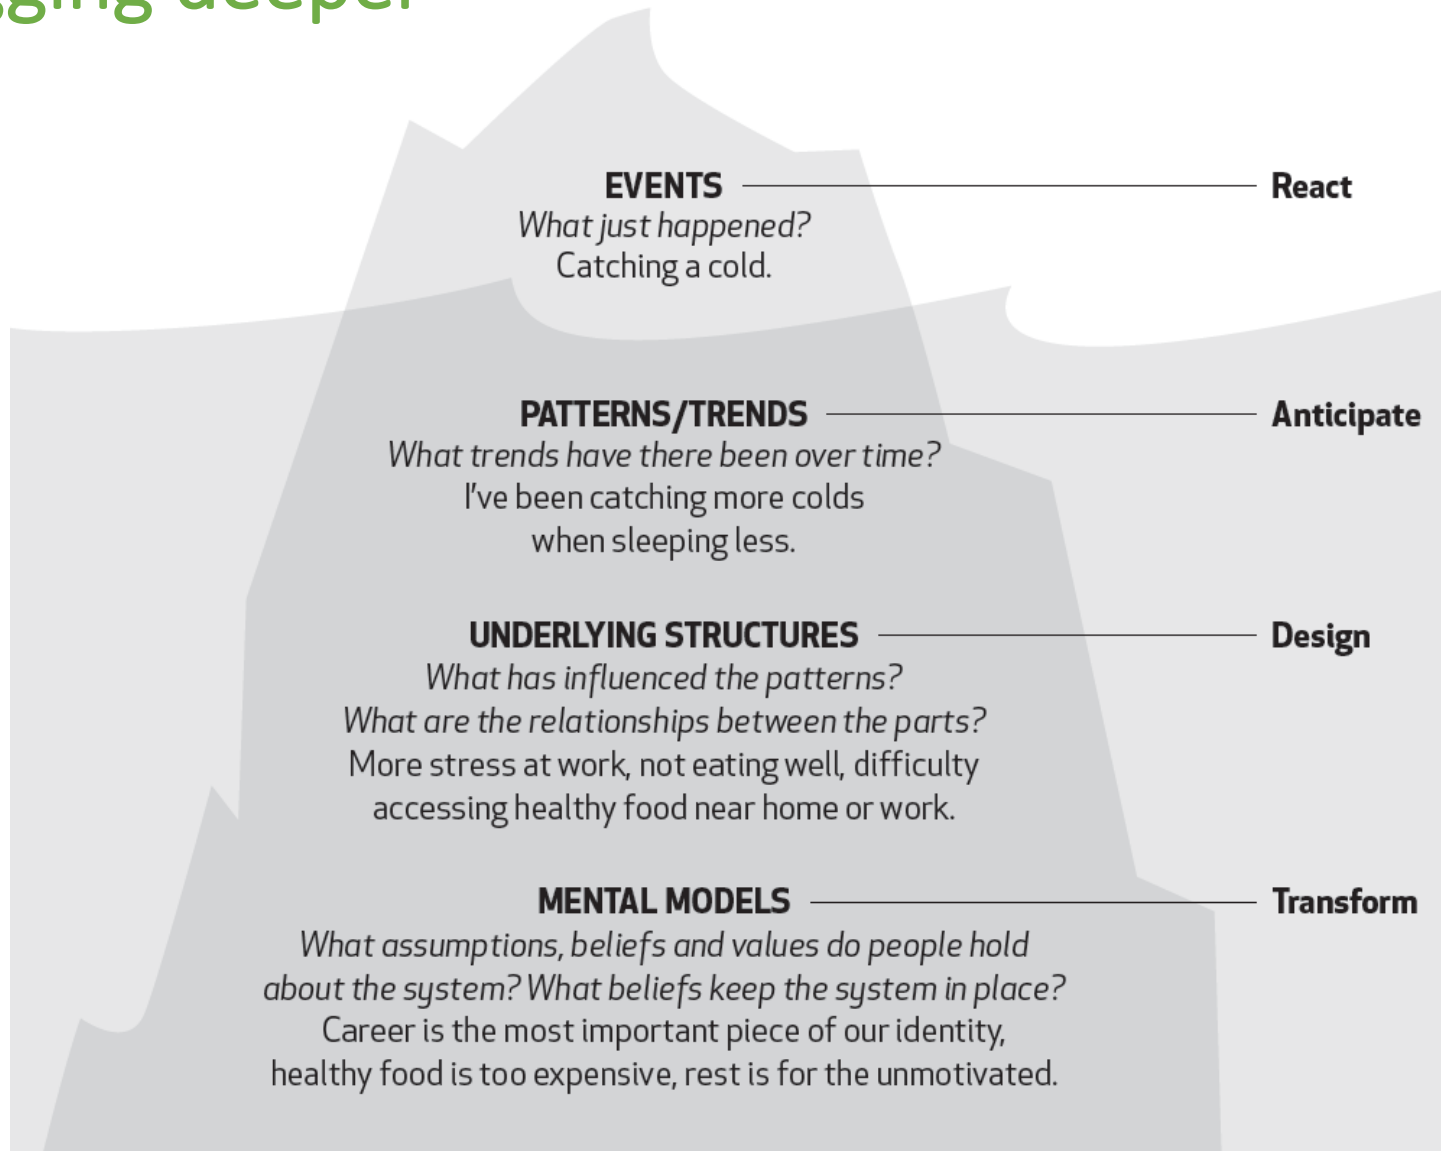 deeper
EVENTS React
What just happened?
Catching a cold.
PATTERNS/TRENDS Anticipate
What trends have there been over time?
I've been catching more colds
when sleeping less.
UNDERLYING STRUCTURES Design
What has influenced the patterns?
What are the relationships between the parts?
More stress at work, not eating well, difficulty
accessing healthy food near home or work.
MENTAL MODELS Transform
What assumptions, beliefs and values do people hold
about the system? What beliefs keep the system in place?
Career is the most important piece of our identity,
healthy food is too expensive, rest is for the unmotivated.